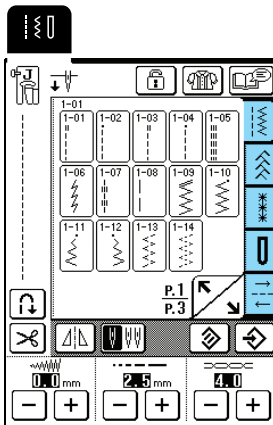 J
1-01
1-01 1-02 1-03 1-04 1-05
1-06 1-07 1-08 1-09 1-10
1-11 1-12 1-13 1-14
P.1
P.3
0.0 mm 2.5 mm 4.0
− + − + − +